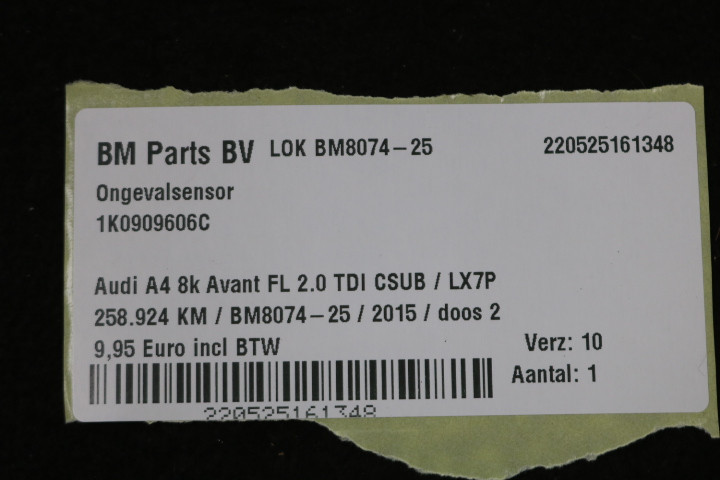 BM Parts BV LOK BM8074-25 220525161348
Ongevalsensor
1K0909606C
Audi A4 8k Avant FL 2.0 TDI CSUB / LX7P
258.924 KM / BM8074-25 / 2015 / doos 2
9,95 Euro incl BTW Verz: 10
Aantal: 1
220525161348